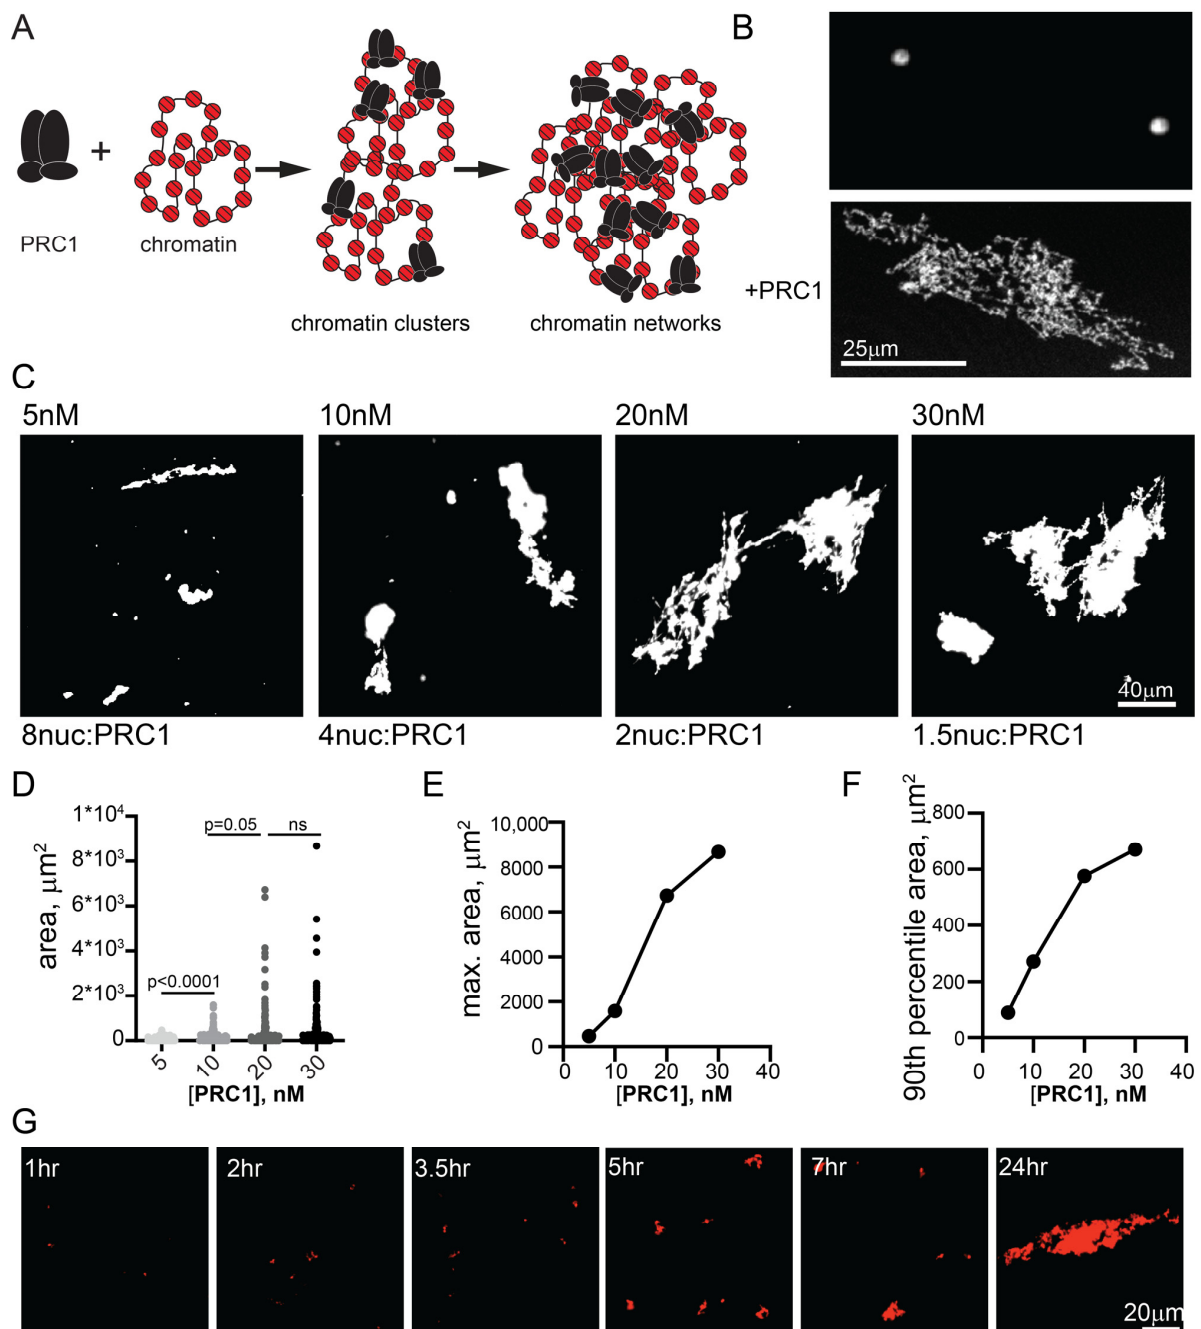 A
PRC1
+
chromatin
chromatin clusters
chromatin networks
B
+PRC1
25μm
C
5nM
10nM
20nM
30nM
40μm
8nuc:PRC1
4nuc:PRC1
2nuc:PRC1
1.5nuc:PRC1
D
area, μm²
1*10⁴
8*10³
6*10³
4*10³
2*10³
0
p<0.0001
p=0.05
ns
5
10
20
30
[PRC1], nM
E
max. area, μm²
10,000
8000
6000
4000
2000
0
0
10
20
30
40
[PRC1], nM
F
90th percentile area, μm²
800
600
400
200
0
0
10
20
30
40
[PRC1], nM
G
1hr
2hr
3.5hr
5hr
7hr
24hr
20μm